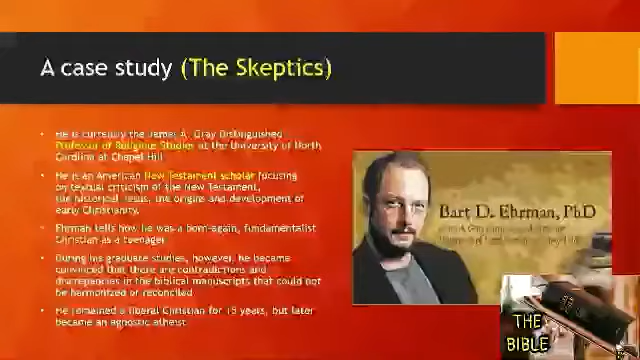 A case study (The Skeptics)
• He is currently the James A. Gray Distinguished
Professor of Religious Studies at the University of North
Carolina at Chapel Hill
• He is an American New Testament scholar focusing
on textual criticism of the New Testament,
the historical Jesus, the origins and development of
early Christianity.
• Ehrman tells how he was a born-again, fundamentalist
Christian as a teenager
• During his graduate studies, however, he became
convinced that there are contradictions and
discrepancies in the biblical manuscripts that could not
be harmonized or reconciled
• He remained a liberal Christian for 15 years, but later
became an agnostic atheist
Bart D. Ehrman, PhD
THE
BIBLE